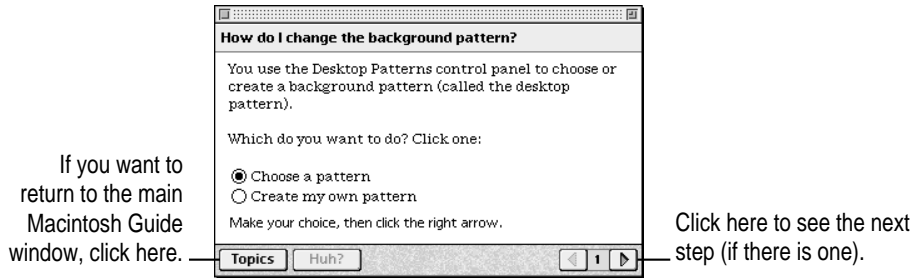 How do I change the background pattern?
You use the Desktop Patterns control panel to choose or
create a background pattern (called the desktop
pattern).
Which do you want to do? Click one:
Choose a pattern
Create my own pattern
Make your choice, then click the right arrow.
Topics Huh? 1
If you want to
return to the main
Macintosh Guide
window, click here.
Click here to see the next
step (if there is one).